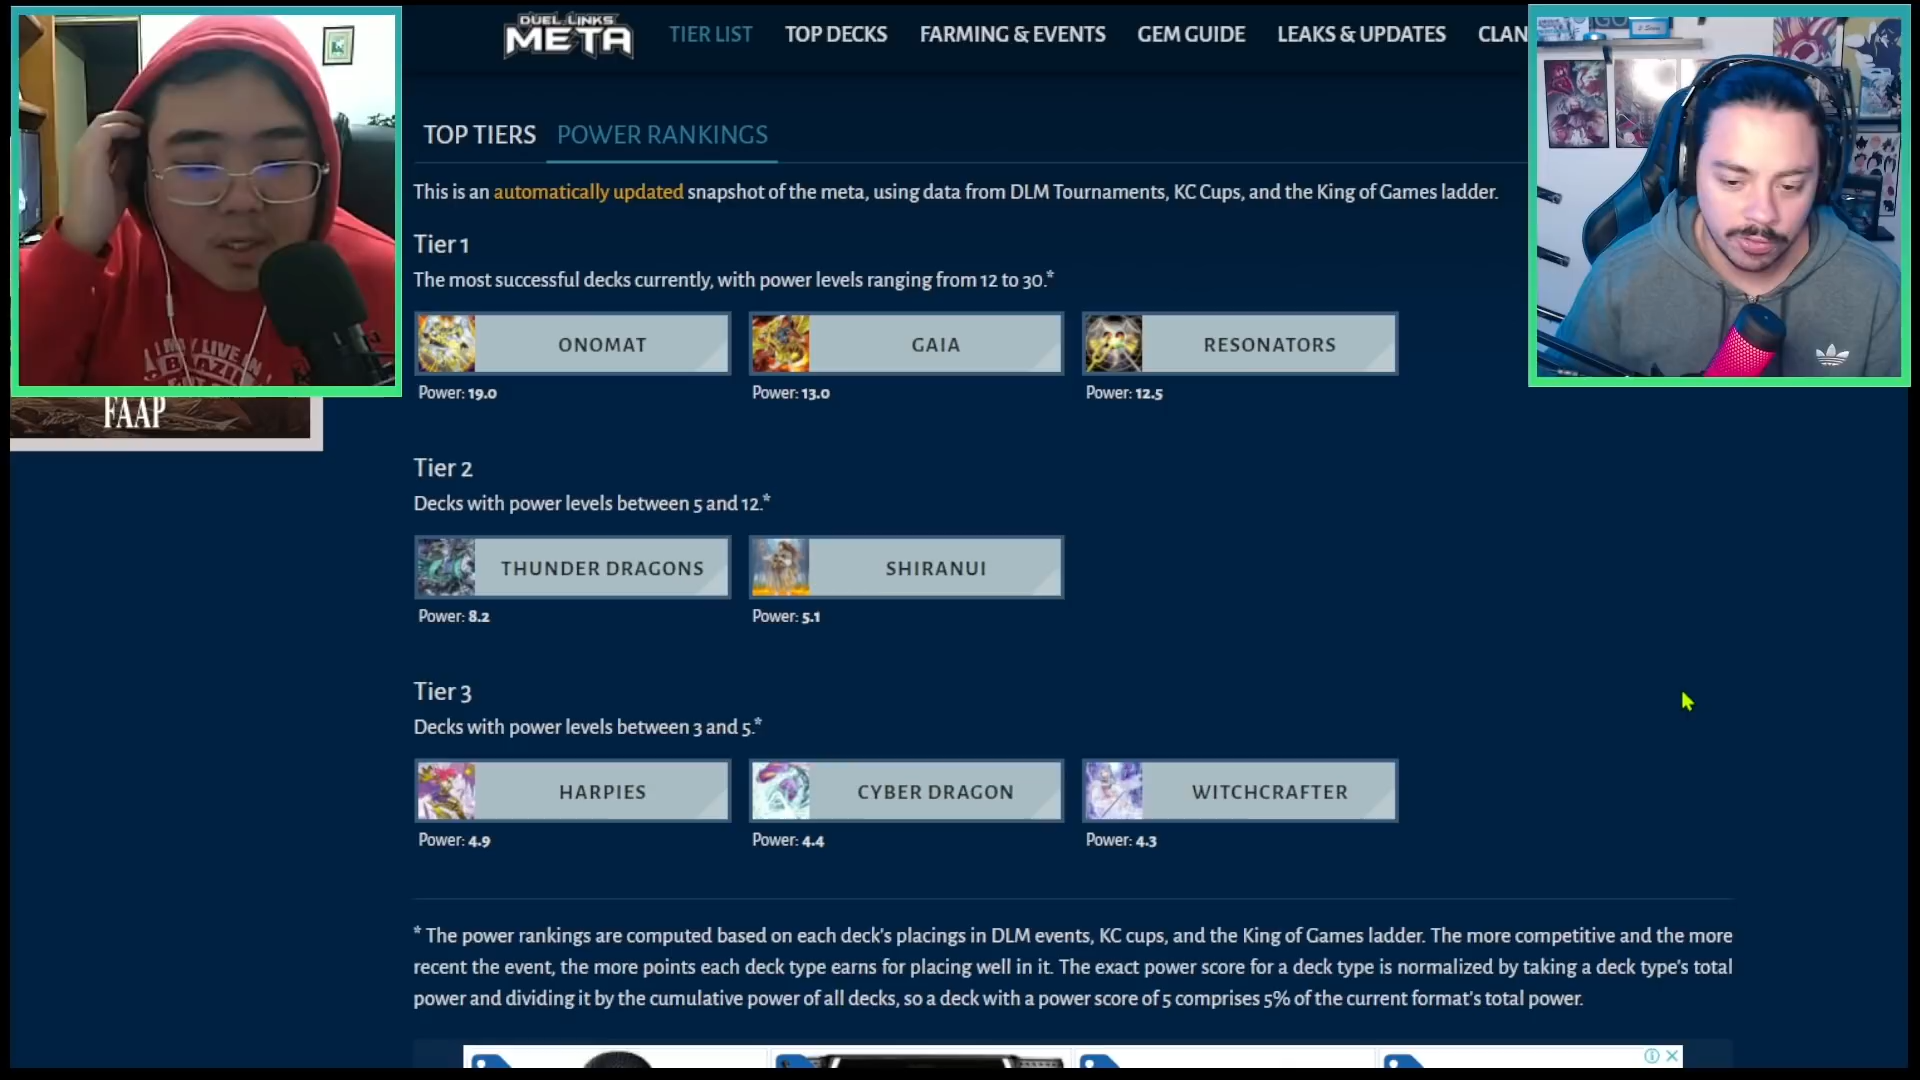 DUEL LINKS
META
TIER LIST
TOP DECKS
FARMING & EVENTS
GEM GUIDE
LEAKS & UPDATES
CLAN
TOP TIERS
POWER RANKINGS
This is an automatically updated snapshot of the meta, using data from DLM Tournaments, KC Cups, and the King of Games ladder.
Tier 1
The most successful decks currently, with power levels ranging from 12 to 30.*
ONOMAT
GAIA
RESONATORS
Power: 19.0
Power: 13.0
Power: 12.5
I MAY LIVE IN
BRAZIL
FAAP
Tier 2
Decks with power levels between 5 and 12.*
THUNDER DRAGONS
SHIRANUI
Power: 8.2
Power: 5.1
Tier 3
Decks with power levels between 3 and 5.*
HARPIES
CYBER DRAGON
WITCHCRAFTER
Power: 4.9
Power: 4.4
Power: 4.3
* The power rankings are computed based on each deck's placings in DLM events, KC cups, and the King of Games ladder. The more competitive and the more
recent the event, the more points each deck type earns for placing well in it. The exact power score for a deck type is normalized by taking a deck type's total
power and dividing it by the cumulative power of all decks, so a deck with a power score of 5 comprises 5% of the current format's total power.